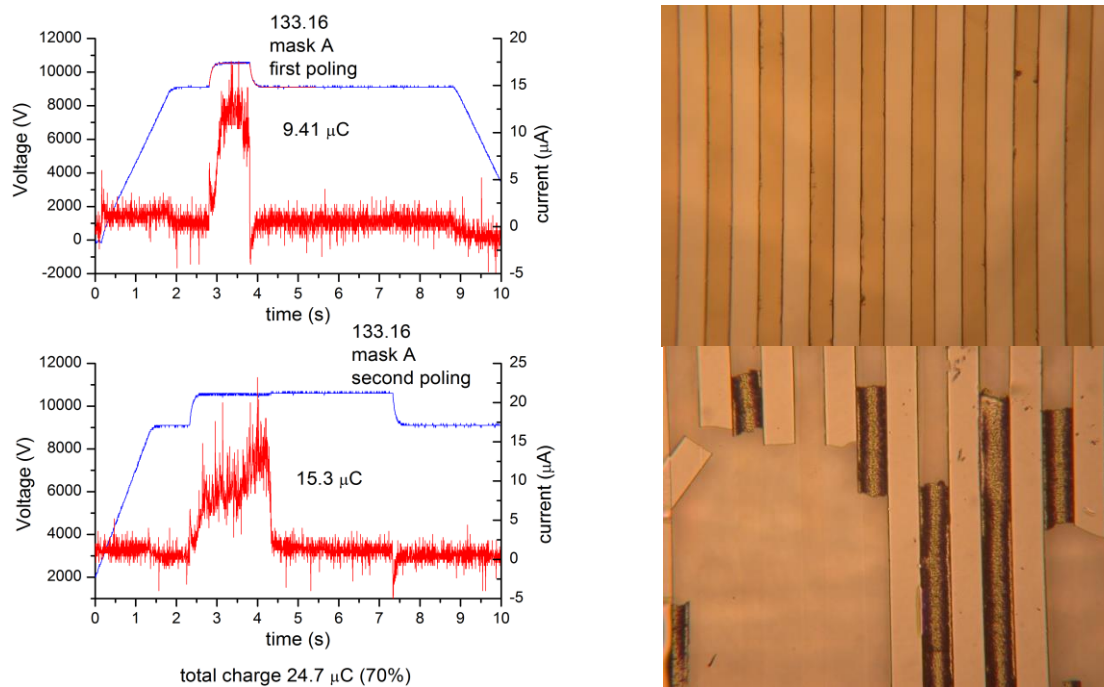 133.16
mask A
first poling
9.41 μC
Voltage (V)
12000
10000
8000
6000
4000
2000
0
-2000
20
15
10
5
0
-5
current (μA)
0 1 2 3 4 5 6 7 8 9 10
time (s)
133.16
mask A
second poling
15.3 μC
Voltage (V)
12000
10000
8000
6000
4000
2000
25
20
15
10
5
0
-5
current (μA)
0 1 2 3 4 5 6 7 8 9 10
time (s)
total charge 24.7 μC (70%)